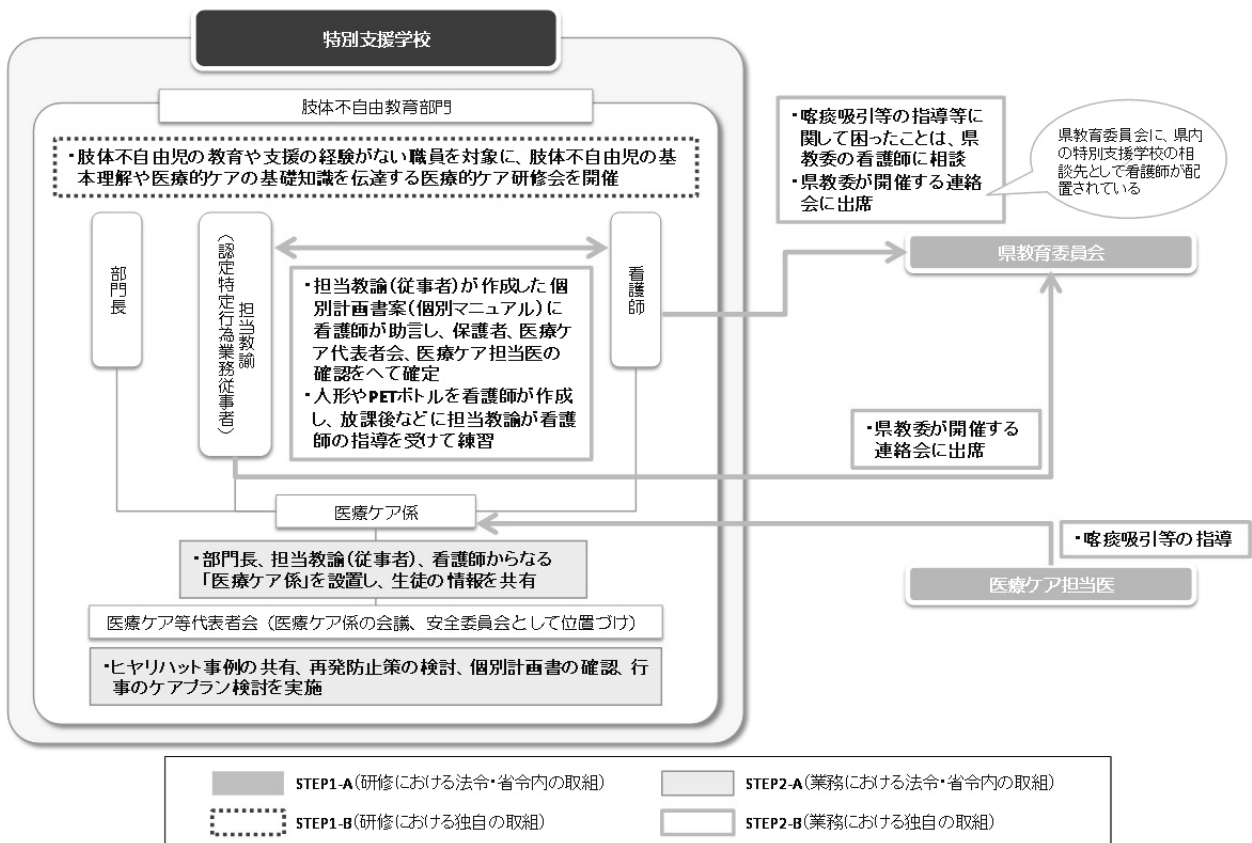 特別支援学校
肢体不自由教育部門
・肢体不自由児の教育や支援の経験がない職員を対象に、肢体不自由児の基
本理解や医療的ケアの基礎知識を伝達する医療的ケア研修会を開催
部門長
担当教諭
(認定特定行為業務従事者)
・担当教諭(従事者)が作成した個
別計画書案(個別マニュアル)に
看護師が助言し、保護者、医療ケ
ア代表者会、医療ケア担当医の
確認をへて確定
・人形やPETボトルを看護師が作成
し、放課後などに担当教諭が看護
師の指導を受けて練習
看護師
医療ケア係
・部門長、担当教諭(従事者)、看護師からなる
「医療ケア係」を設置し、生徒の情報を共有
医療ケア等代表者会（医療ケア係の会議、安全委員会として位置づけ）
・ヒヤリハット事例の共有、再発防止策の検討、個別計画書の確認、行
事のケアプラン検討を実施
・喀痰吸引等の指導等に
関して困ったことは、県
教委の看護師に相談
・県教委が開催する連絡
会に出席
県教育委員会に、県内
の特別支援学校の相
談先として看護師が配
置されている
県教育委員会
・県教委が開催する
連絡会に出席
・喀痰吸引等の指導
医療ケア担当医
STEP1-A(研修における法令・省令内の取組)
STEP2-A(業務における法令・省令内の取組)
STEP1-B(研修における独自の取組)
STEP2-B(業務における独自の取組)